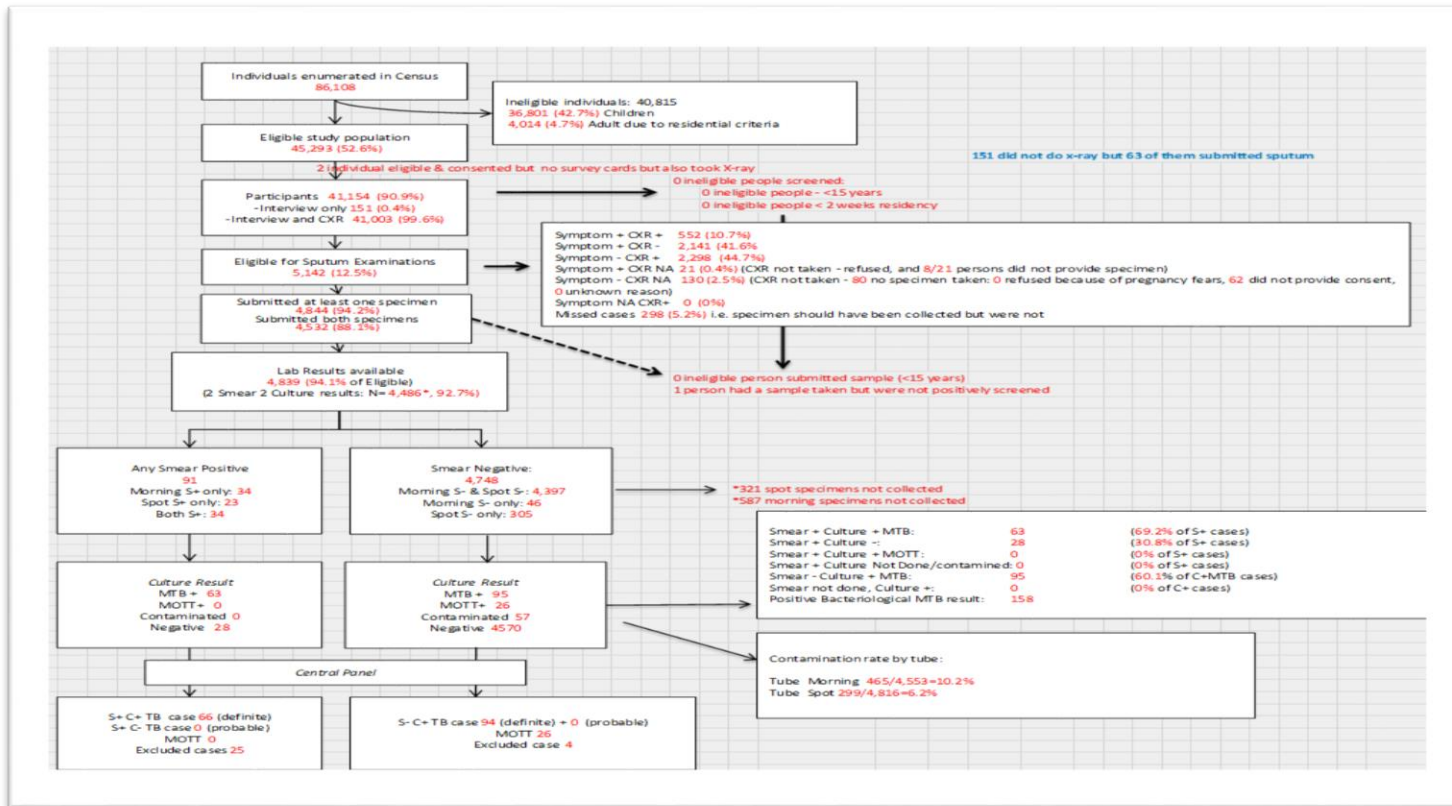 Individuals enumerated in Census
86,108
Ineligible individuals: 40,815
36,801 (42.7%) Children
4,014 (4.7%) Adult due to residential criteria
Eligible study population
45,293 (52.6%)
151 did not do x-ray but 63 of them submitted sputum
2 individual eligible & consented but no survey cards but also took X-ray
Participants 41,154 (90.9%)
-Interview only 151 (0.4%)
-Interview and CXR 41,003 (99.6%)
0 ineligible people screened:
0 ineligible people - <15 years
0 ineligible people < 2 weeks residency
Eligible for Sputum Examinations
5,142 (12.5%)
Symptom + CXR + 552 (10.7%)
Symptom + CXR - 2,141 (41.6%
Symptom - CXR + 2,298 (44.7%)
Symptom + CXR NA 21 (0.4%) (CXR not taken - refused, and 8/21 persons did not provide specimen)
Symptom - CXR NA 130 (2.5%) (CXR not taken - 80 no specimen taken: 0 refused because of pregnancy fears, 62 did not provide consent,
0 unknown reason)
Symptom NA CXR+ 0 (0%)
Missed cases 298 (5.2%) i.e. specimen should have been collected but were not
Submitted at least one specimen
4,844 (94.2%)
Submitted both specimens
4,532 (88.1%)
Lab Results available
4,839 (94.1% of Eligible)
(2 Smear 2 Culture results: N= 4,486*, 92.7%)
0 ineligible person submitted sample (<15 years)
1 person had a sample taken but were not positively screened
Any Smear Positive
91
Morning S+ only: 34
Spot S+ only: 23
Both S+: 34
Smear Negative:
4,748
Morning S- & Spot S-: 4,397
Morning S- only: 46
Spot S- only: 305
*321 spot specimens not collected
*587 morning specimens not collected
Smear + Culture + MTB: 63 (69.2% of S+ cases)
Smear + Culture -: 28 (30.8% of S+ cases)
Smear + Culture + MOTT: 0 (0% of S+ cases)
Smear + Culture Not Done/contaminated: 0 (0% of S+ cases)
Smear - Culture + MTB: 95 (60.1% of C+MTB cases)
Smear not done, Culture +: 0 (0% of C+ cases)
Positive Bacteriological MTB result: 158
Culture Result
MTB + 63
MOTT+ 0
Contaminated 0
Negative 28
Culture Result
MTB + 95
MOTT+ 26
Contaminated 57
Negative 4570
Contamination rate by tube:
Tube Morning 465/4,553=10.2%
Tube Spot 299/4,816=6.2%
Central Panel
S+ C+ TB case 66 (definite)
S+ C- TB case 0 (probable)
MOTT 0
Excluded cases 25
S- C+ TB case 94 (definite) + 0 (probable)
MOTT 26
Excluded case 4